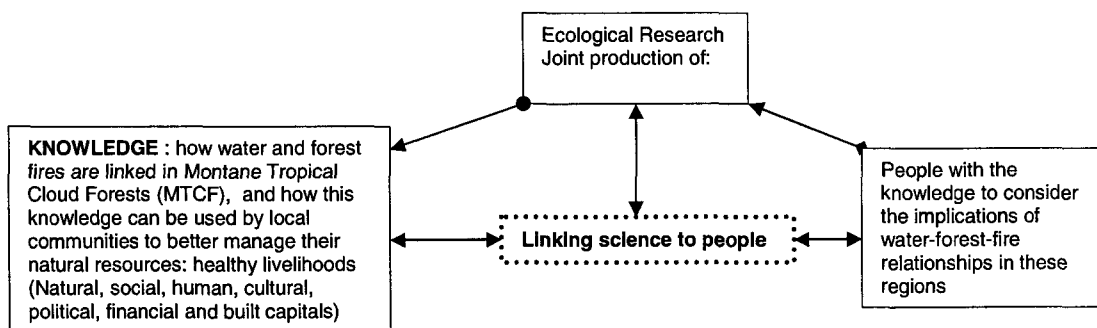 Ecological Research
Joint production of:
KNOWLEDGE : how water and forest
fires are linked in Montane Tropical
Cloud Forests (MTCF), and how this
knowledge can be used by local
communities to better manage their
natural resources: healthy livelihoods
(Natural, social, human, cultural,
political, financial and built capitals)
Linking science to people
People with the
knowledge to consider
the implications of
water-forest-fire
relationships in these
regions